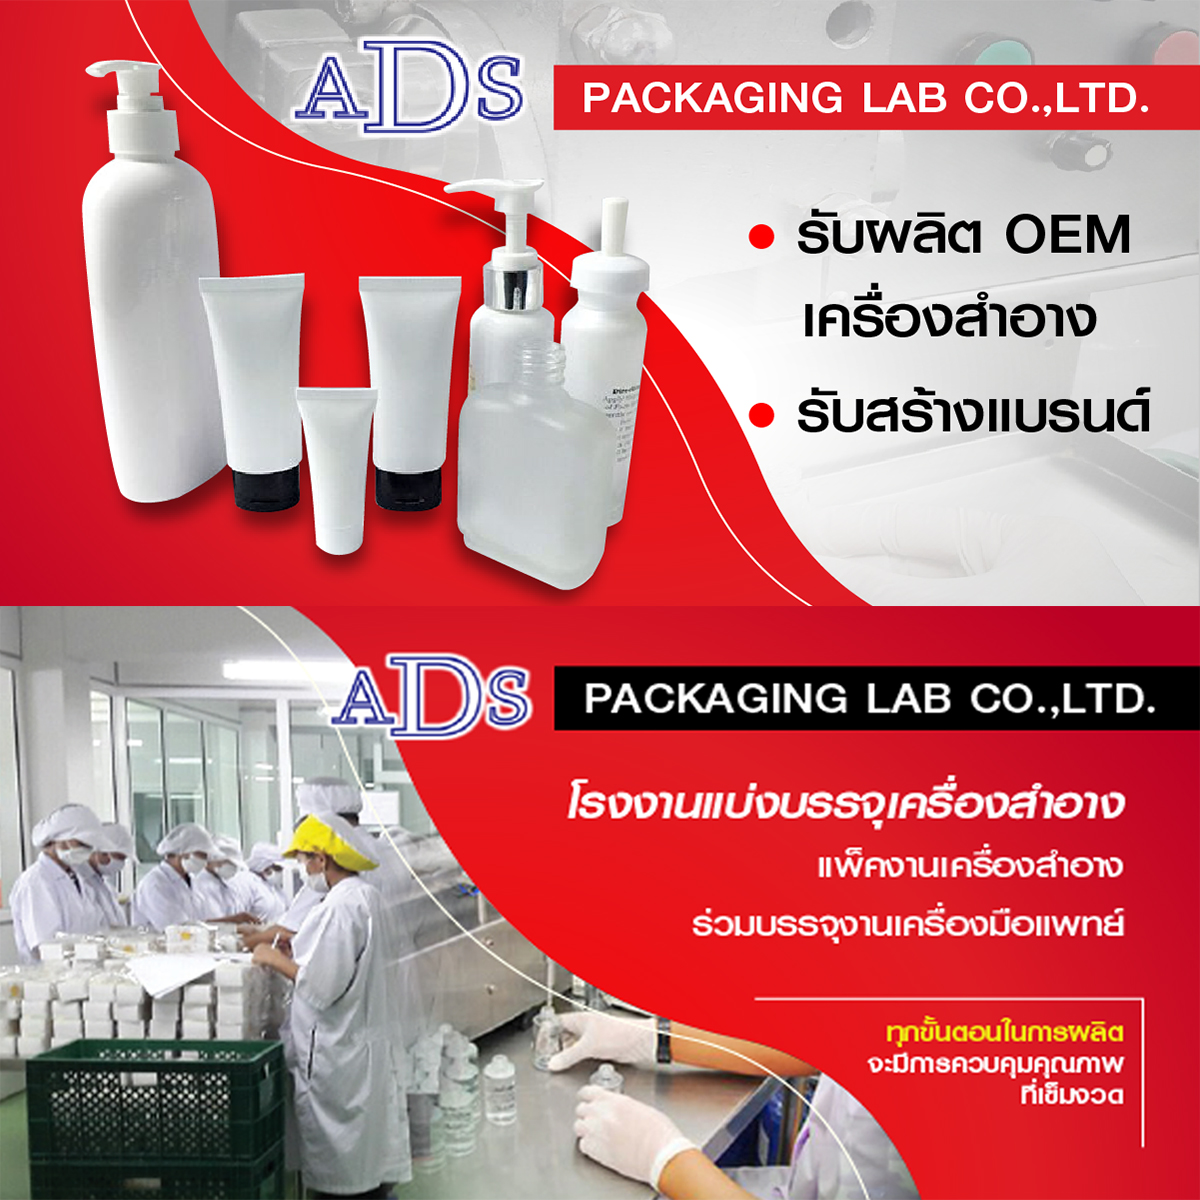 ADS PACKAGING LAB CO.,LTD.
• รับผลิต OEM
เครื่องสำอาง
• รับสร้างแบรนด์
ADS PACKAGING LAB CO.,LTD.
โรงงานแบ่งบรรจุเครื่องสำอาง
แพ็คงานเครื่องสำอาง
ร่วมบรรจุงานเครื่องมือแพทย์
ทุกขั้นตอนในการผลิต
จะมีการควบคุมคุณภาพ
ที่เข้มงวด